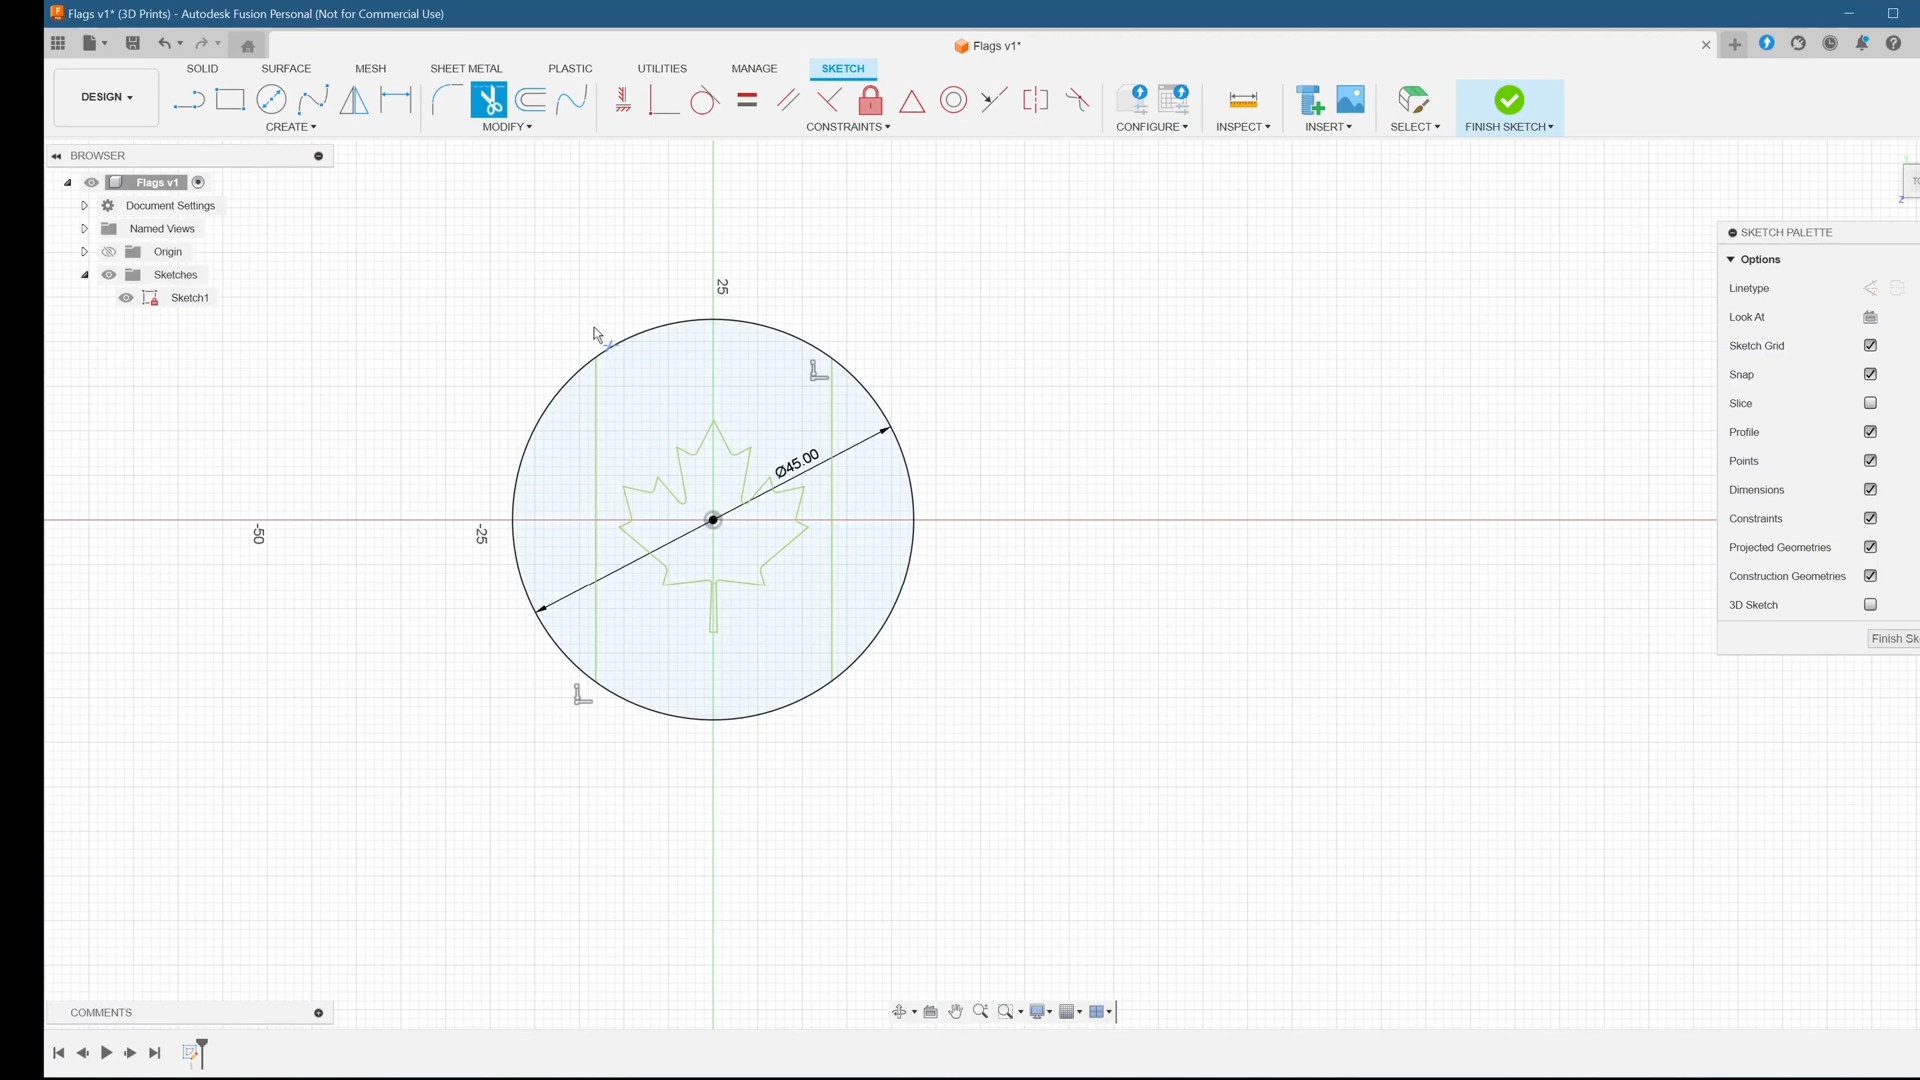 Flags v1* (3D Prints) - Autodesk Fusion Personal (Not for Commercial Use)
Flags v1*
SOLID SURFACE MESH SHEET METAL PLASTIC UTILITIES MANAGE SKETCH
DESIGN
CREATE MODIFY CONSTRAINTS CONFIGURE INSPECT INSERT SELECT FINISH SKETCH
BROWSER
Flags v1
Document Settings
Named Views
Origin
Sketches
Sketch1
25
-50
-25
Ø45.00
TO
Z
SKETCH PALETTE
Options
Linetype
Look At
Sketch Grid
Snap
Slice
Profile
Points
Dimensions
Constraints
Projected Geometries
Construction Geometries
3D Sketch
Finish Sk
COMMENTS